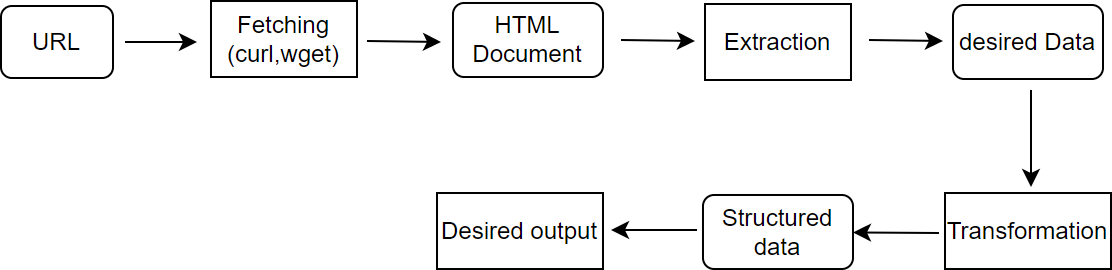 URL
Fetching
(curl,wget)
HTML
Document
Extraction
desired Data
Transformation
Structured
data
Desired output